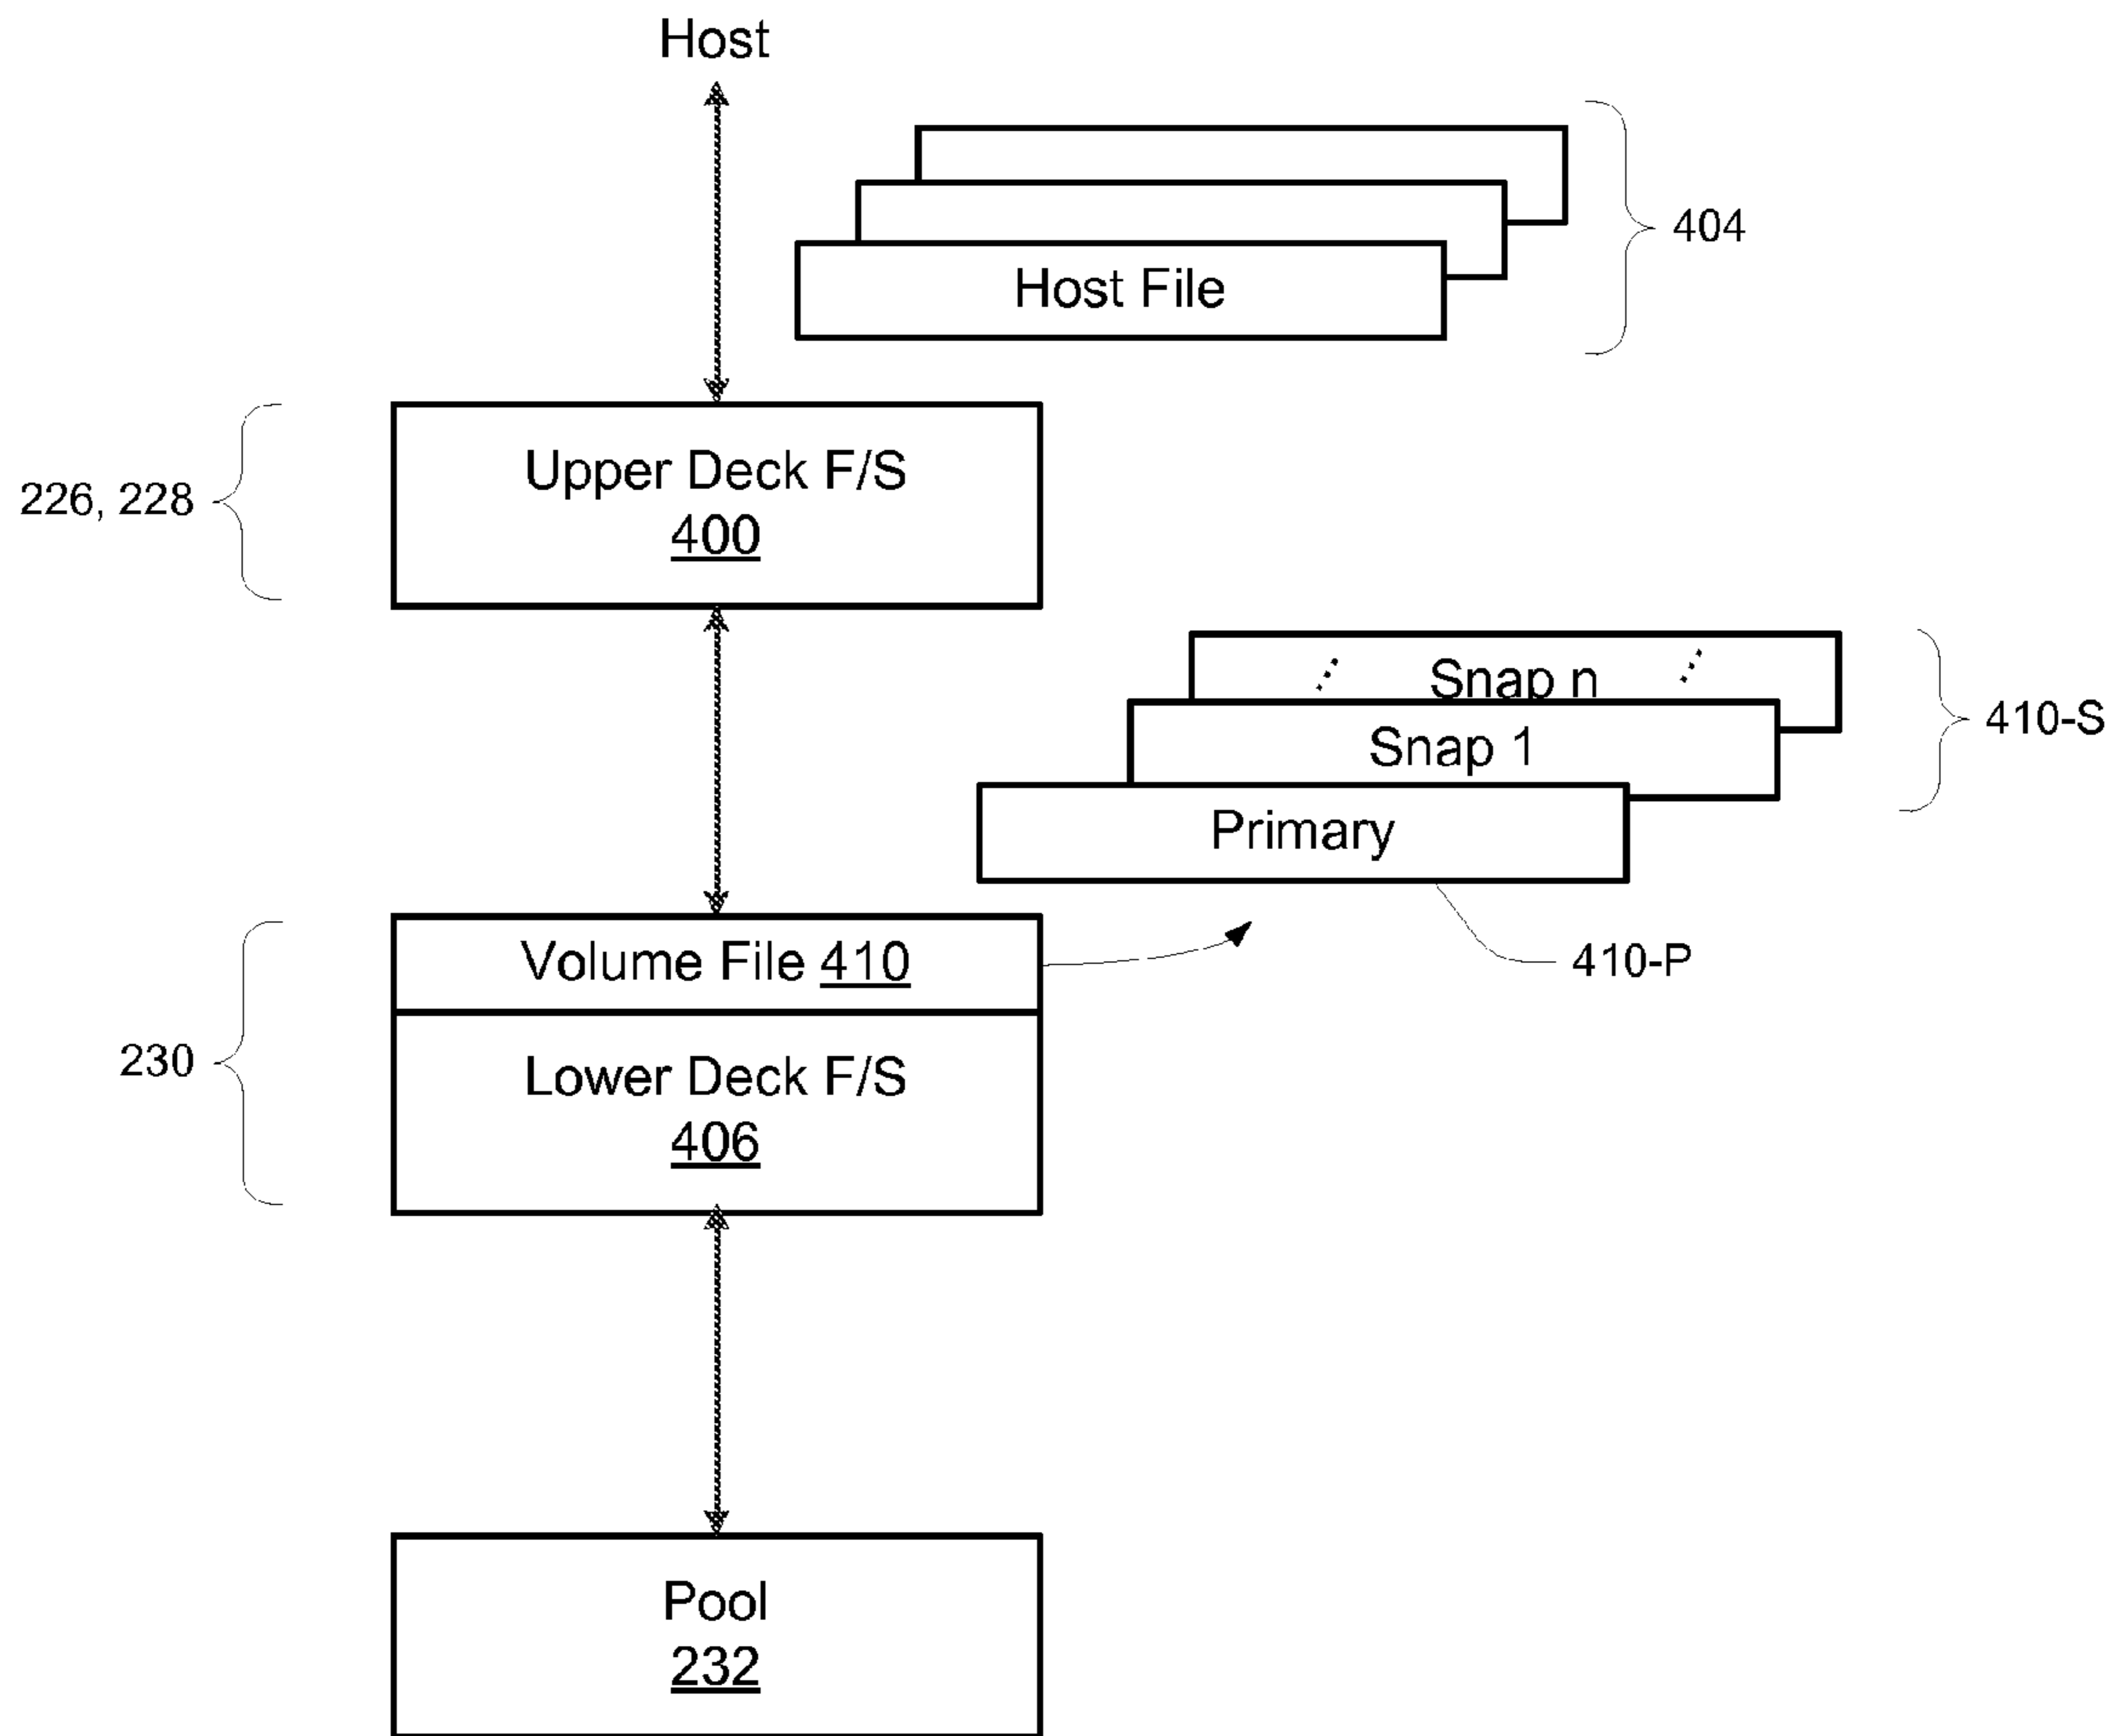 Host
404
Host File
Upper Deck F/S
400
226, 228
Snap n
410-S
Snap 1
Primary
Volume File 410
410-P
230
Lower Deck F/S
406
Pool
232